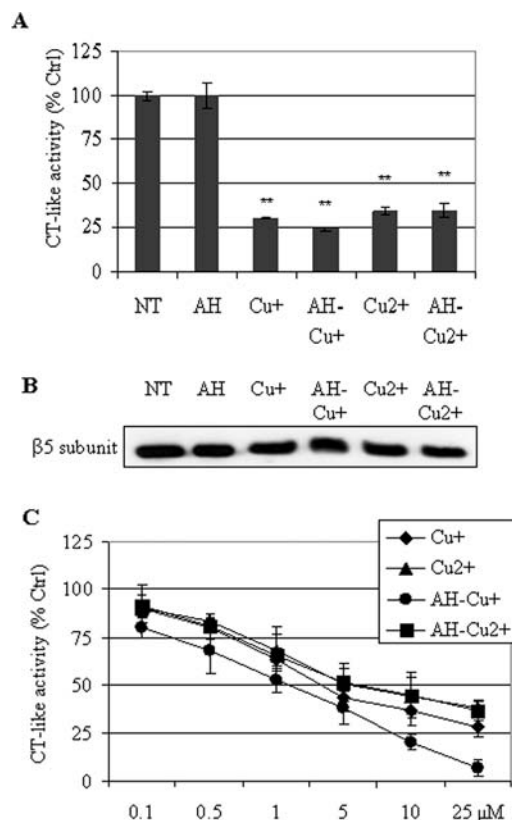 A
CT-like activity (% Ctrl)
125
100
75
50
25
0
** ** ** **
NT AH Cu+ AH-Cu+ Cu2+ AH-Cu2+
B
NT AH Cu+ AH-Cu+ Cu2+ AH-Cu2+
β5 subunit
C
CT-like activity (% Ctrl)
125
100
75
50
25
0
Cu+
Cu2+
AH-Cu+
AH-Cu2+
0.1 0.5 1 5 10 25 μM